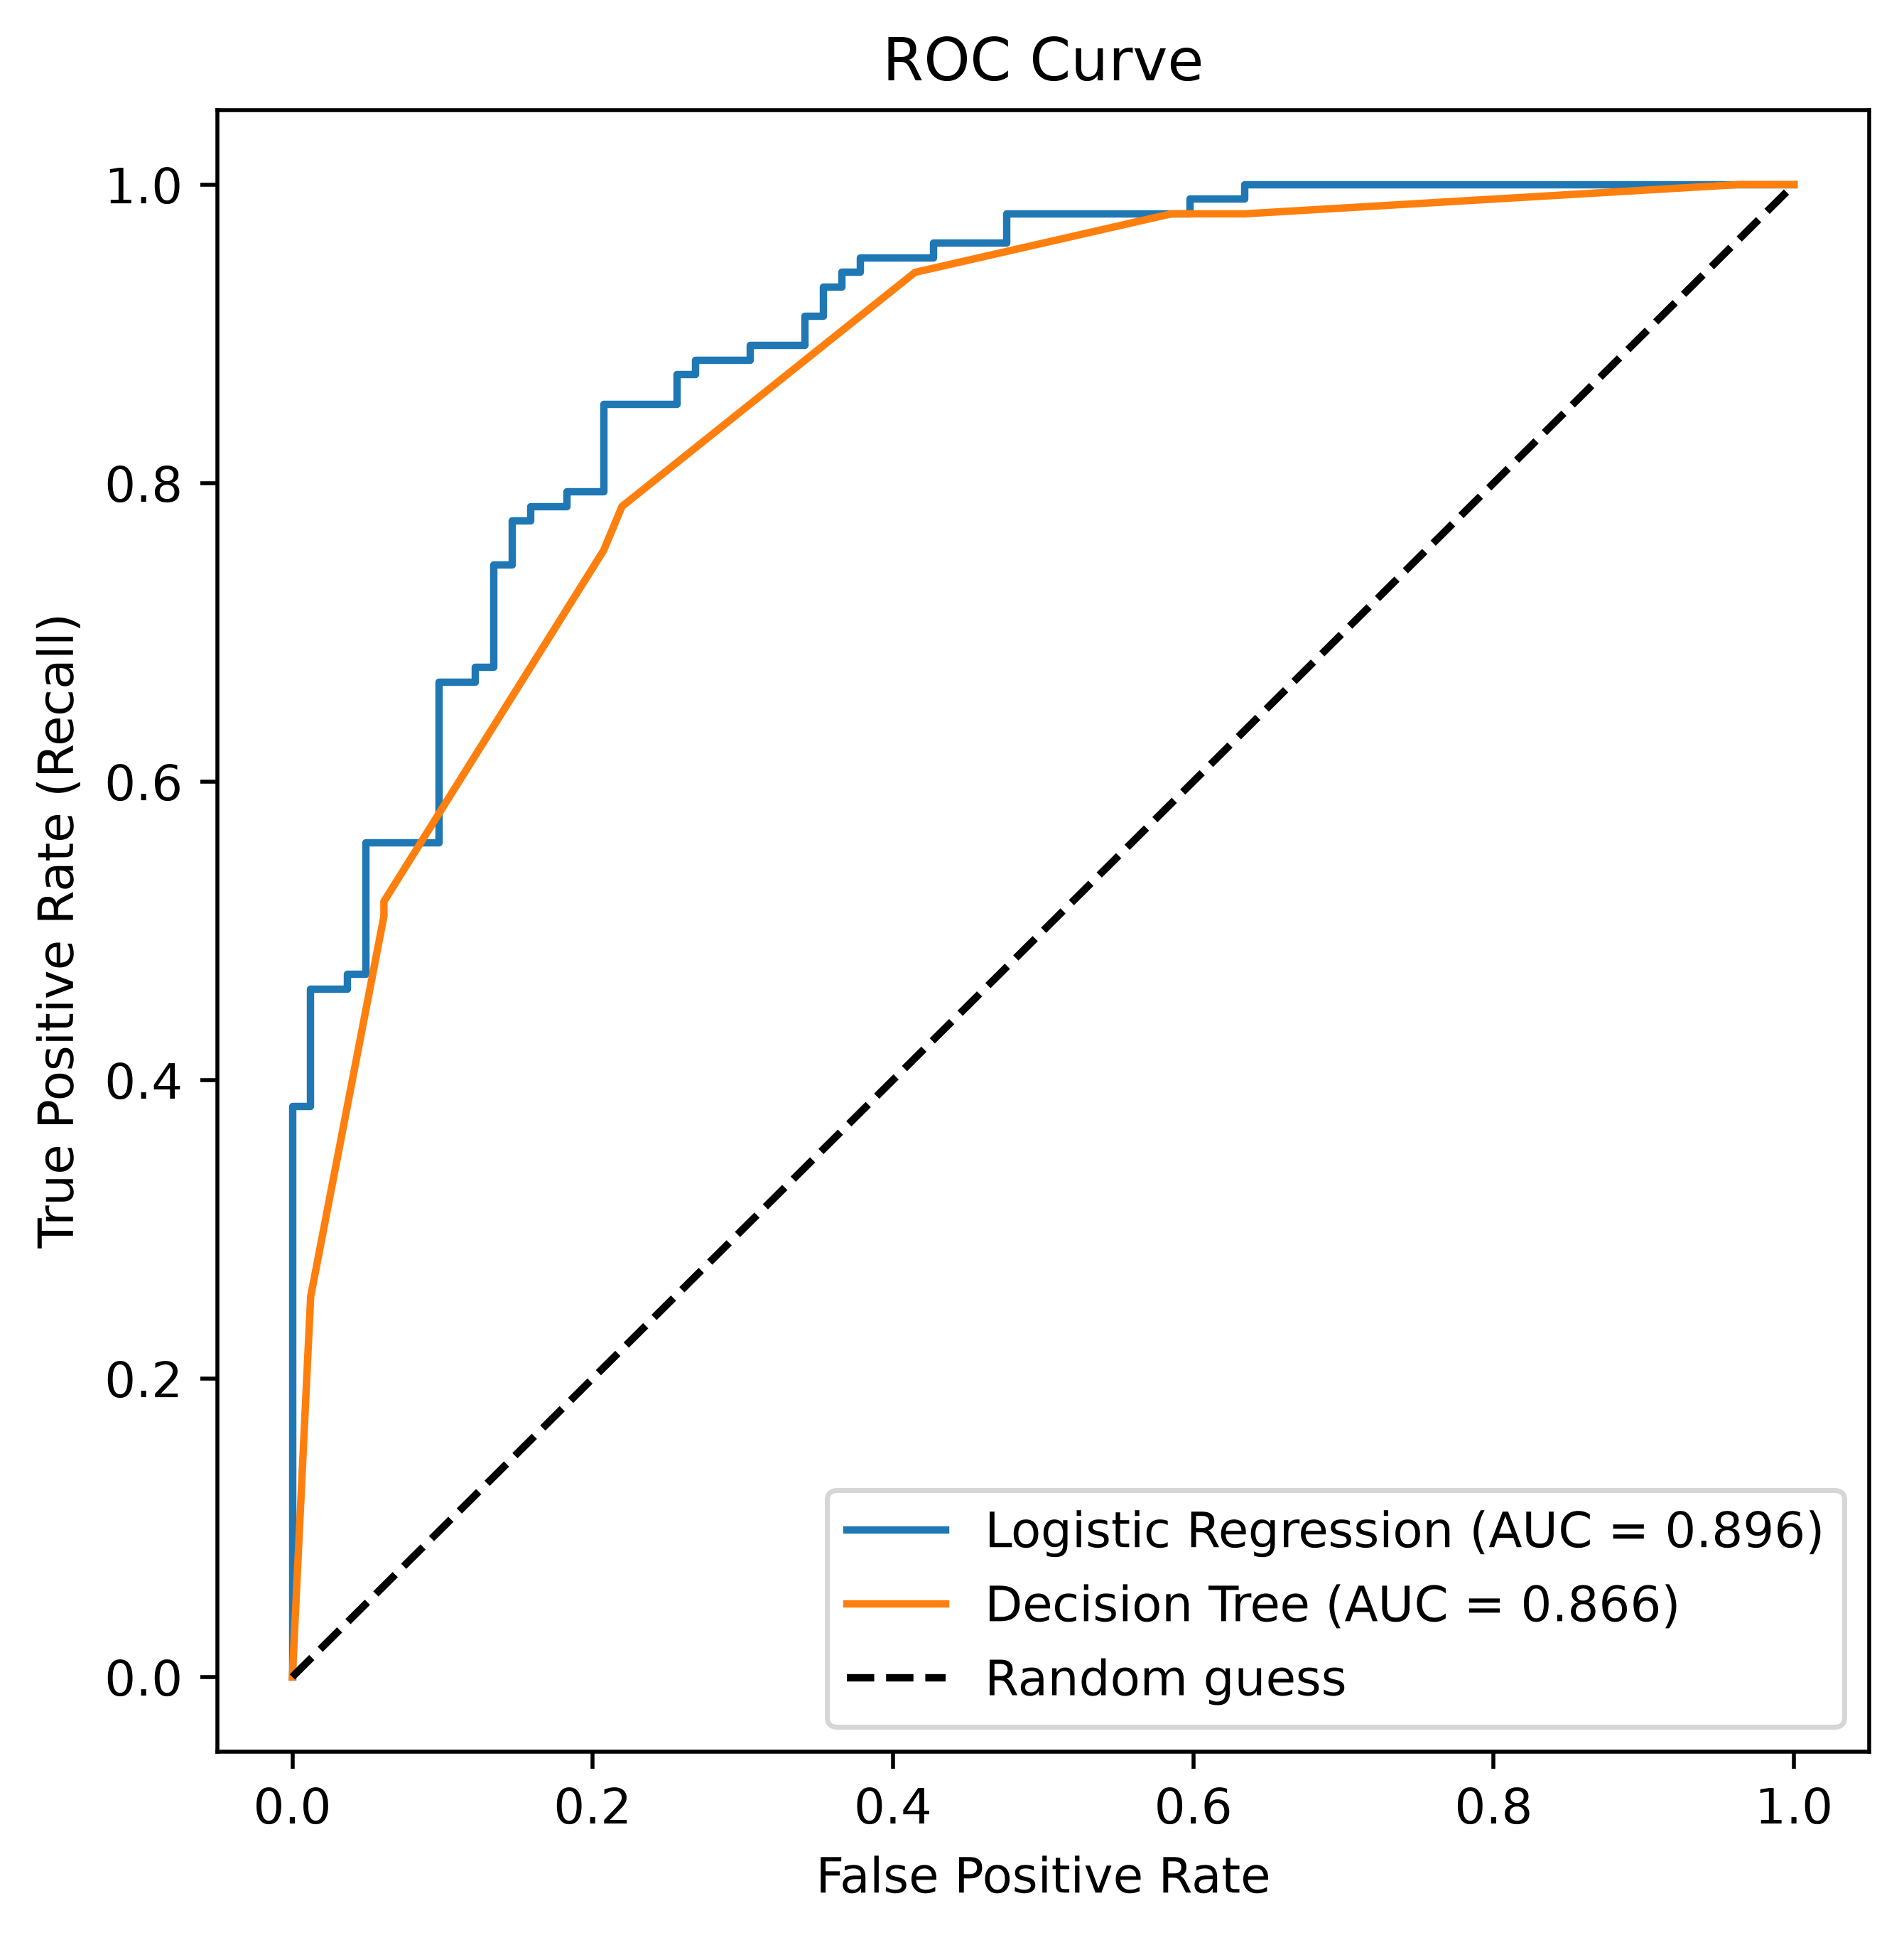 ROC Curve
True Positive Rate (Recall)
1.0
0.8
0.6
0.4
0.2
0.0
Logistic Regression (AUC = 0.896)
Decision Tree (AUC = 0.866)
Random guess
0.0 0.2 0.4 0.6 0.8 1.0
False Positive Rate